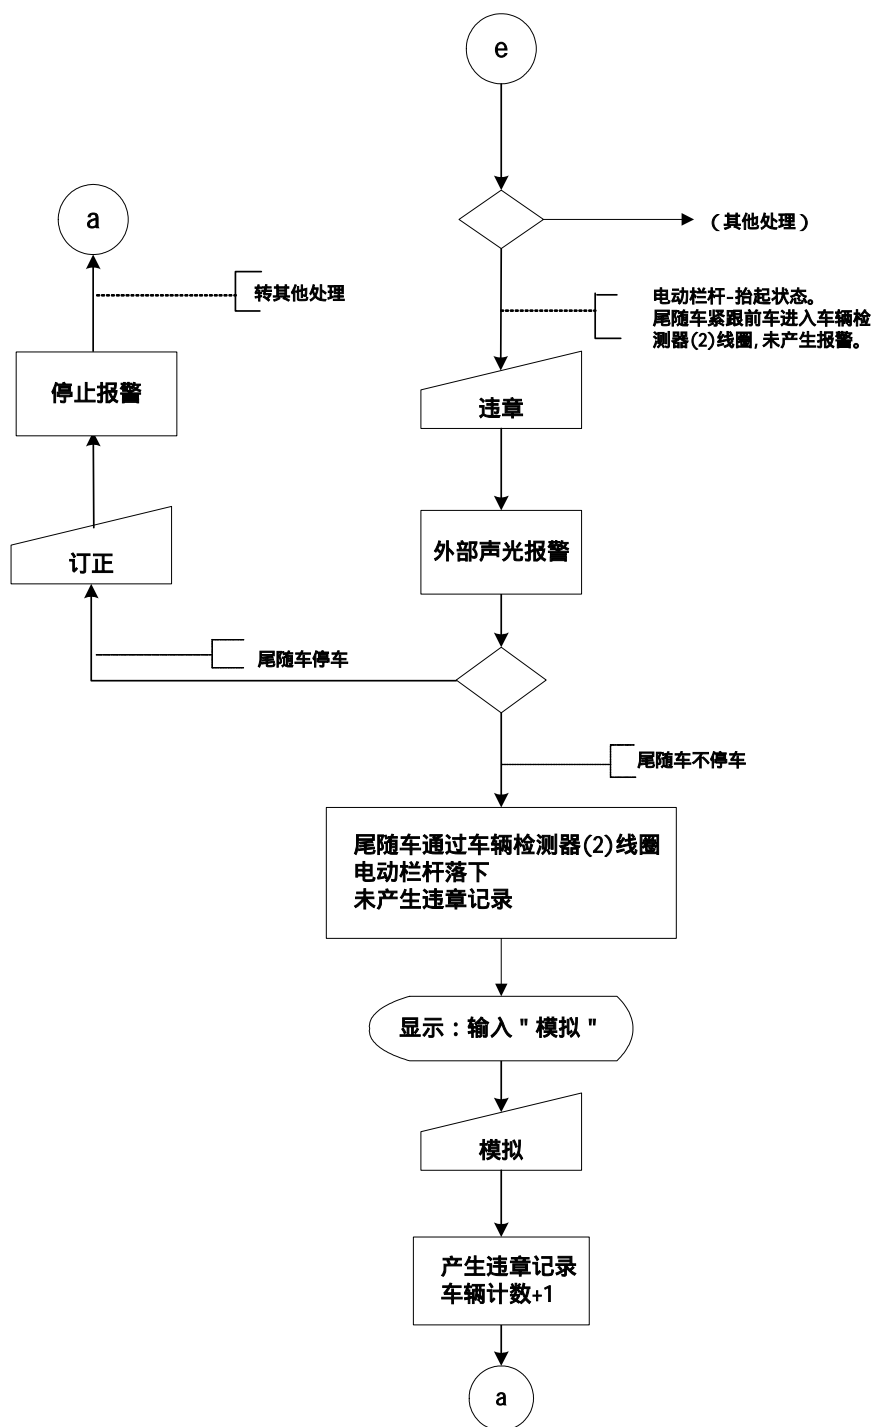 e
a
（其他处理）
转其他处理
电动栏杆-抬起状态。
尾随车紧跟前车进入车辆检
测器(2)线圈,未产生报警。
停止报警
违章
外部声光报警
订正
尾随车停车
尾随车不停车
尾随车通过车辆检测器(2)线圈
电动栏杆落下
未产生违章记录
显示：输入"模拟"
模拟
产生违章记录
车辆计数+1
a